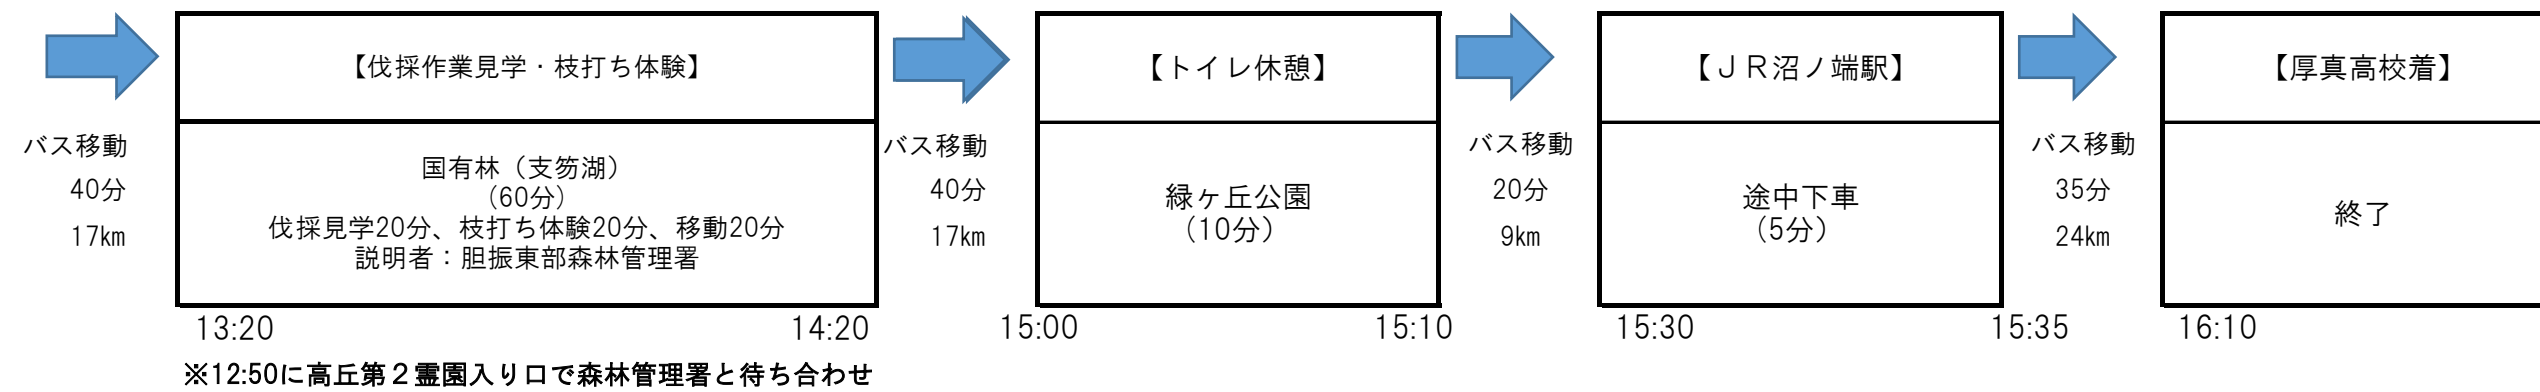 バス移動
40分
17km
【伐採作業見学・枝打ち体験】
国有林（支笏湖）
（60分）
伐採見学20分、枝打ち体験20分、移動20分
説明者：胆振東部森林管理署
13:20
14:20
※12:50に高丘第２霊園入り口で森林管理署と待ち合わせ
バス移動
40分
17km
【トイレ休憩】
緑ヶ丘公園
（10分）
15:00
15:10
バス移動
20分
9km
【ＪＲ沼ノ端駅】
途中下車
（5分）
15:30
15:35
バス移動
35分
24km
【厚真高校着】
終了
16:10